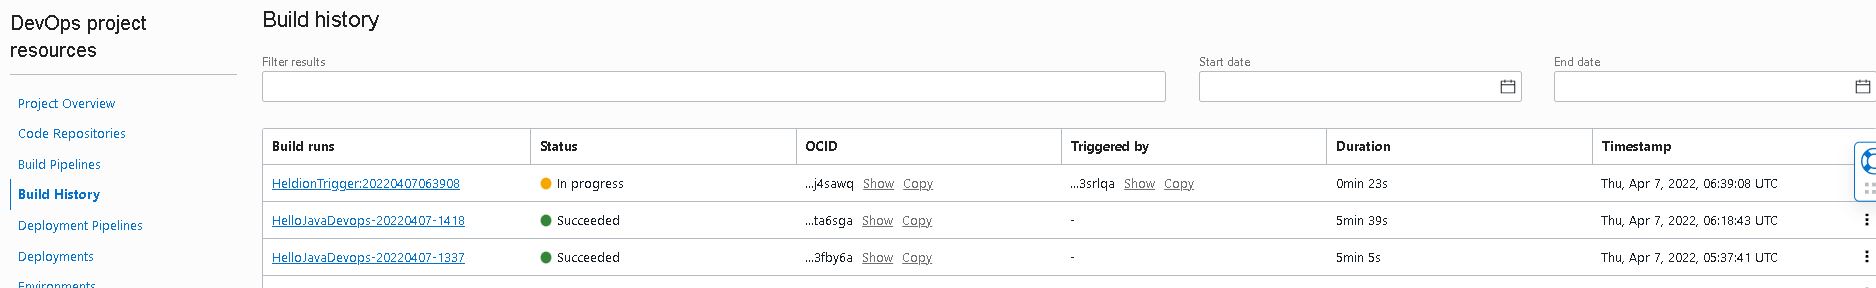 DevOps project
resources
Project Overview
Code Repositories
Build Pipelines
Build History
Deployment Pipelines
Deployments
Environments
Build history
Filter results
Start date
End date
Build runs Status OCID Triggered by Duration Timestamp
HeldionTrigger:20220407063908 In progress ...j4sawq Show Copy ...3srlqa Show Copy 0min 23s Thu, Apr 7, 2022, 06:39:08 UTC
HelloJavaDevops-20220407-1418 Succeeded ...ta6sga Show Copy - 5min 39s Thu, Apr 7, 2022, 06:18:43 UTC
HelloJavaDevops-20220407-1337 Succeeded ...3fby6a Show Copy - 5min 5s Thu, Apr 7, 2022, 05:37:41 UTC